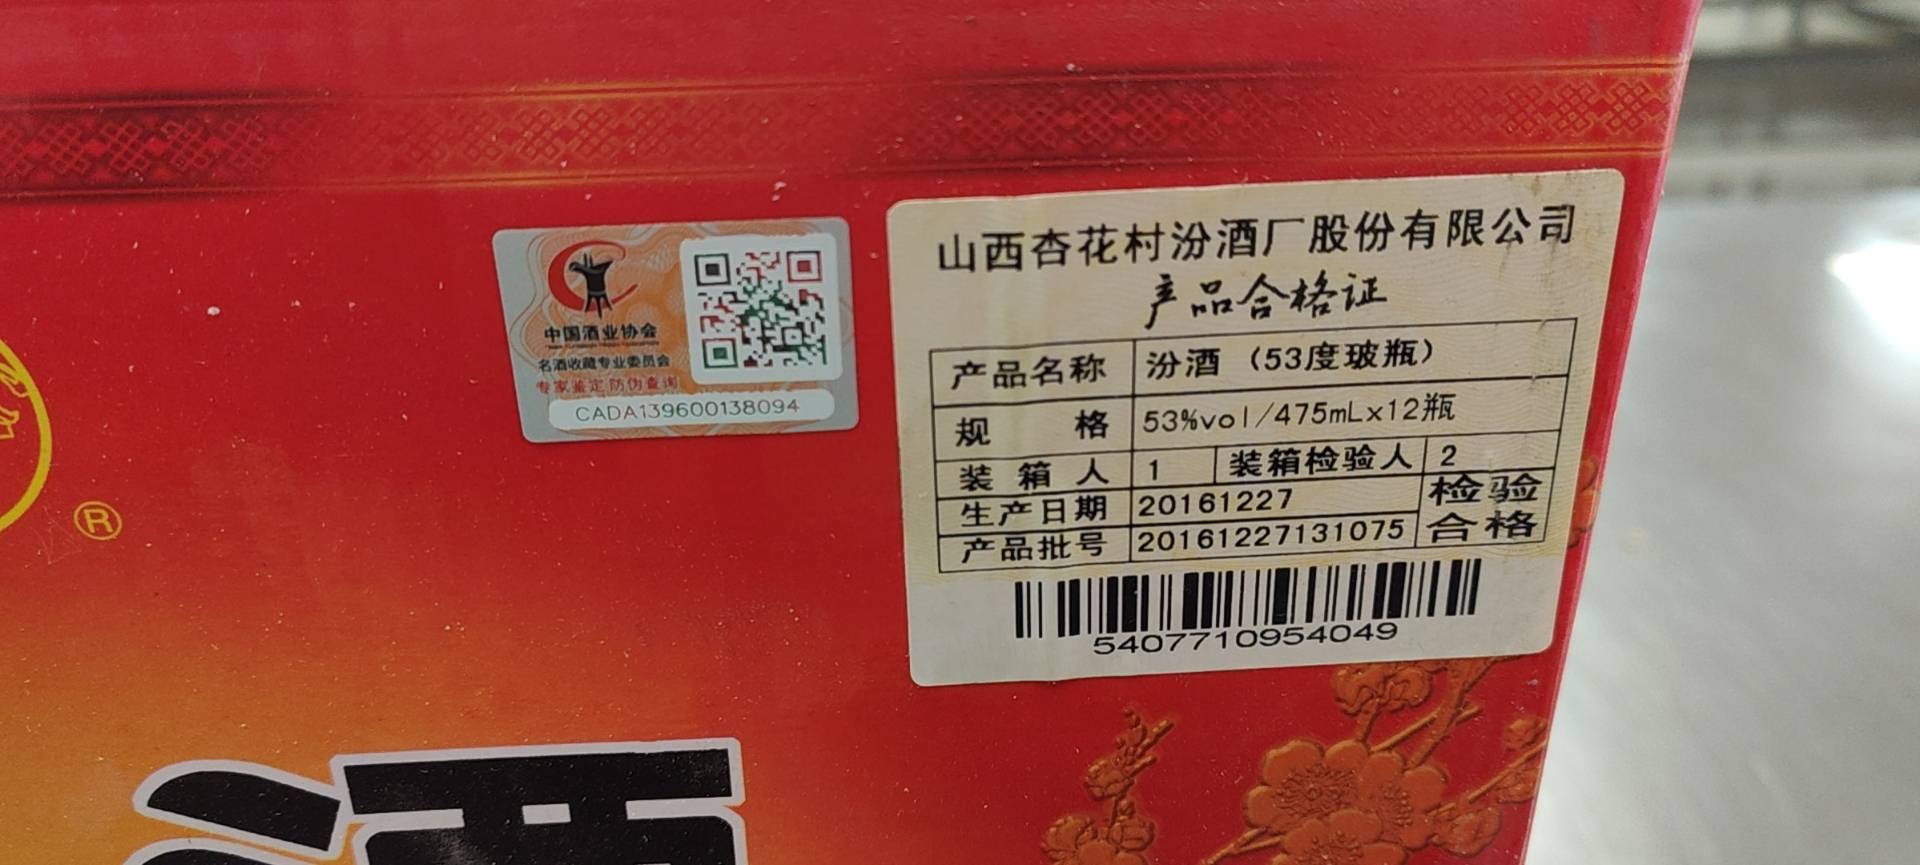 ®
中国酒业协会
名酒收藏专业委员会
专家鉴定 防伪查询
CADA139600138094
山西杏花村汾酒厂股份有限公司
产品合格证
产品名称 汾酒（53度玻瓶）
规 格 53%vol/475mLx12瓶
装箱人 1 装箱检验人 2
生产日期 20161227
产品批号 20161227131075
检验
合格
5407710954049
酒